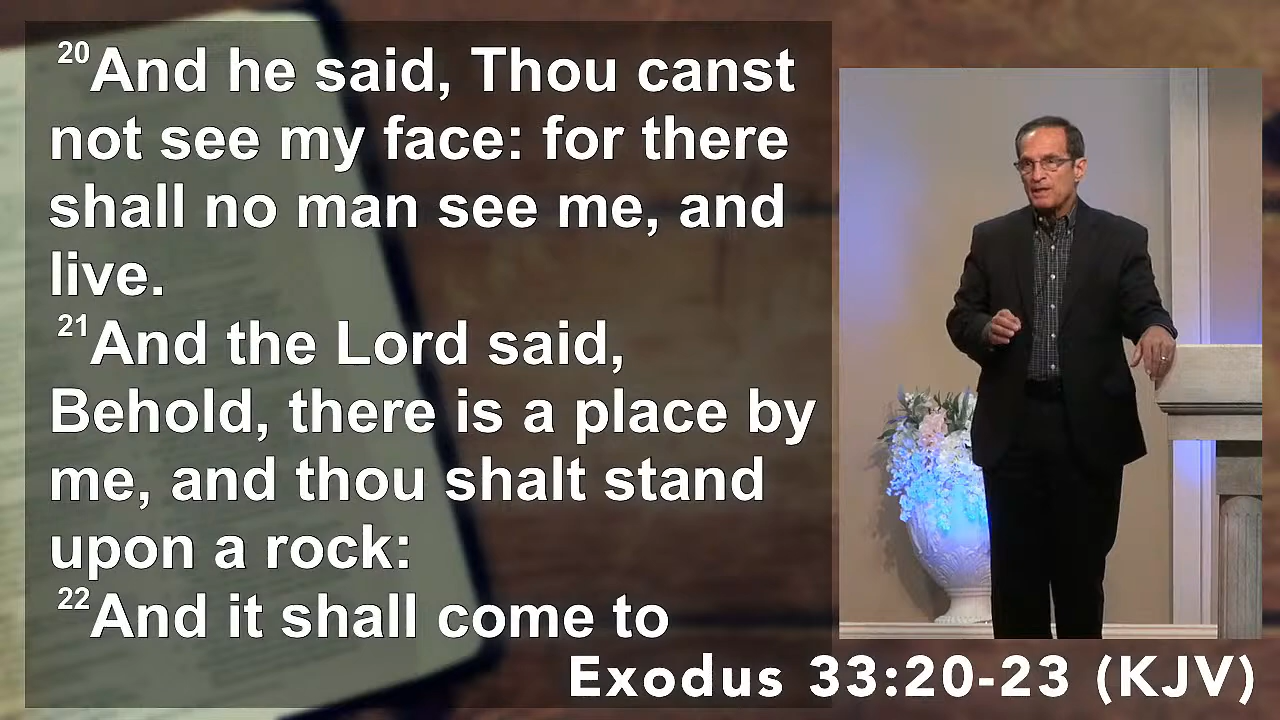 20And he said, Thou canst
not see my face: for there
shall no man see me, and
live.
21And the Lord said,
Behold, there is a place by
me, and thou shalt stand
upon a rock:
22And it shall come to
Exodus 33:20-23 (KJV)